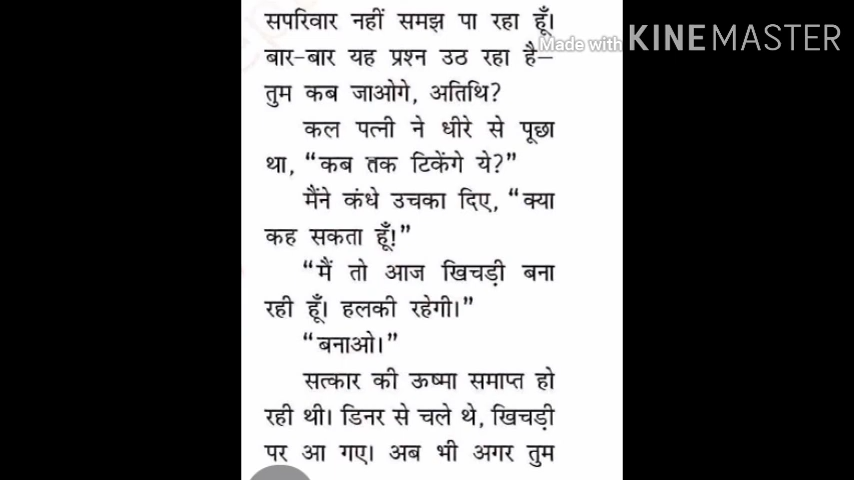 सपरिवार नहीं समझ पा रहा हूँ।
बार-बार यह प्रश्न उठ रहा है—
तुम कब जाओगे, अतिथि?
कल पत्नी ने धीरे से पूछा
था, “कब तक टिकेंगे ये?”
मैंने कंधे उचका दिए, “क्या
कह सकता हूँ!”
“मैं तो आज खिचड़ी बना
रही हूँ। हलकी रहेगी।”
“बनाओ।”
सत्कार की ऊष्मा समाप्त हो
रही थी। डिनर से चले थे, खिचड़ी
पर आ गए। अब भी अगर तुम
Made with KINEMASTER